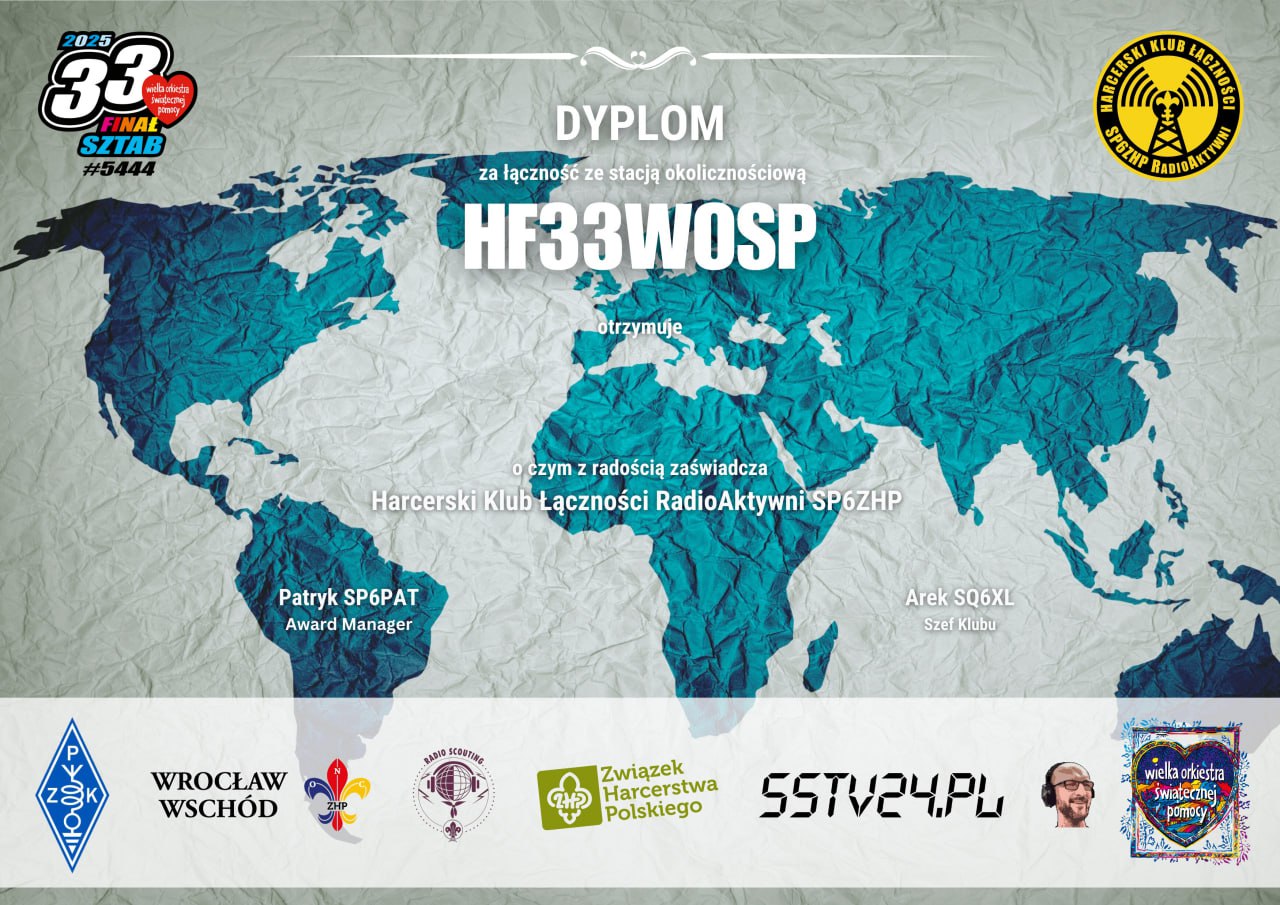 2025
33
wielka orkiestra
świątecznej
pomocy
FINAŁ
SZTAB
#5444
HARCERSKI KLUB ŁĄCZNOŚCI
SP6ZHP RADIOAKTYWNI
DYPLOM
za łączność ze stacją okolicznościową
HF33WOSP
otrzymuje
o czym z radością zaświadcza
Harcerski Klub Łączności RadioAktywni SP6ZHP
Patryk SP6PAT
Award Manager
Arek SQ6XL
Szef Klubu
P
Z K
WROCŁAW
WSCHÓD
O N C
ZHP
RADIO SCOUTING
ZHP
Związek
Harcerstwa
Polskiego
SSTV24.PL
wielka orkiestra
świątecznej
pomocy